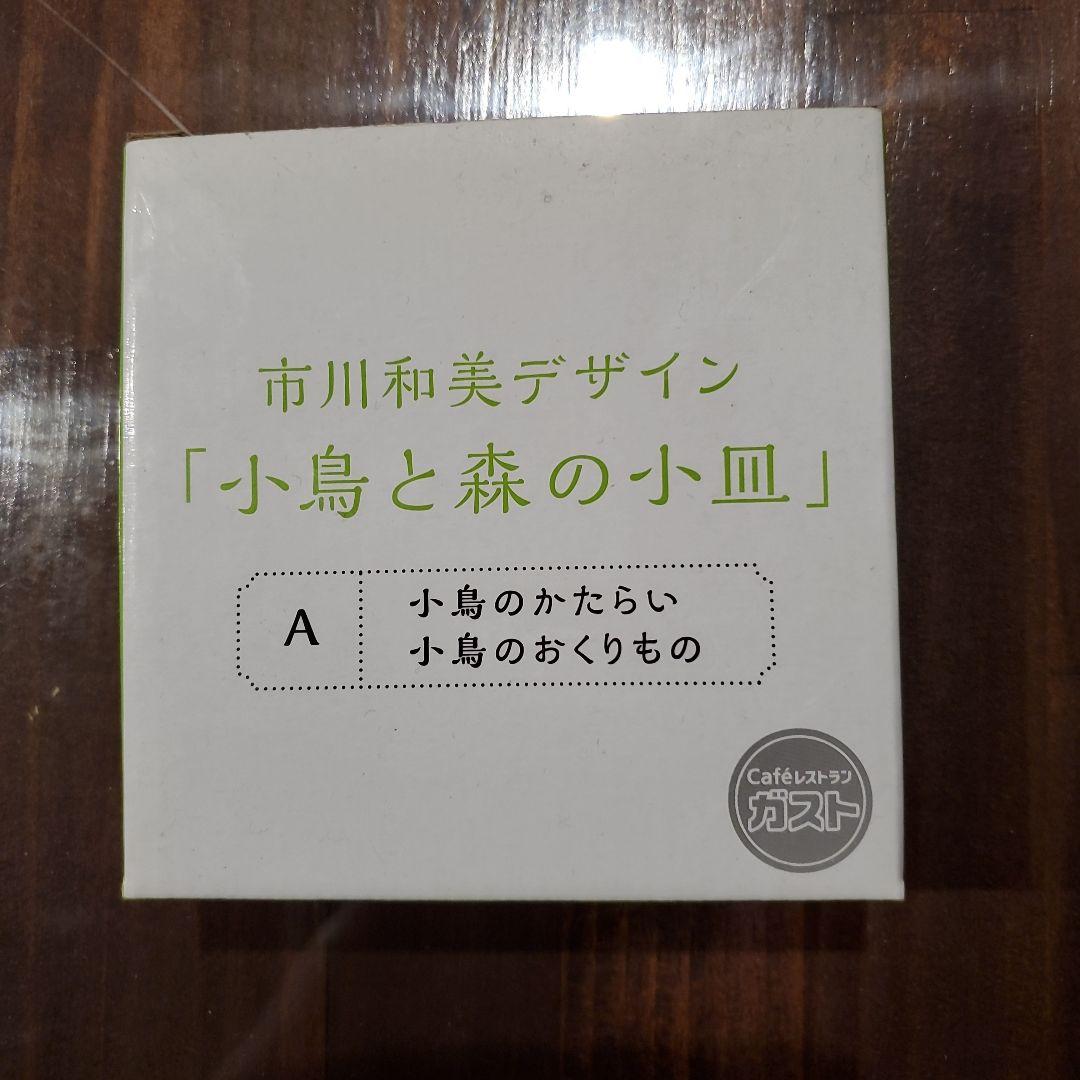 市川和美デザイン
「小鳥と森の小皿」
A
小鳥のかたらい
小鳥のおくりもの
Caféレストラン
ガスト